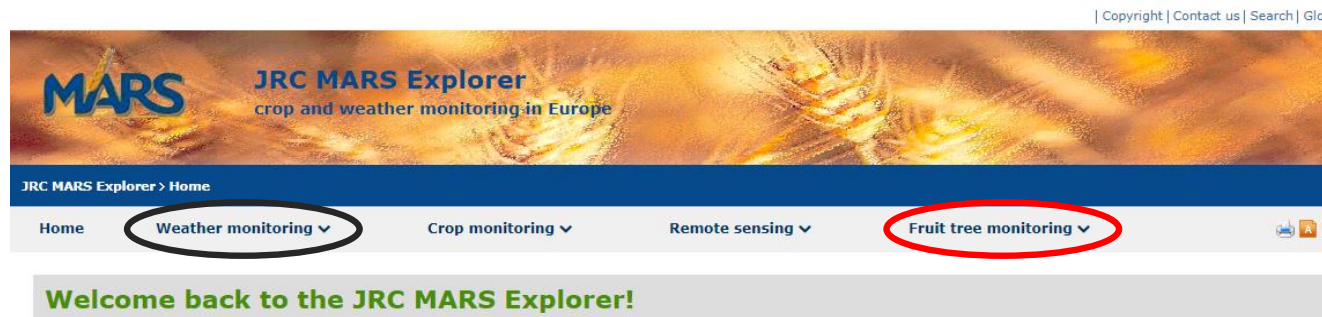 | Copyright | Contact us | Search | Glo
MARS
JRC MARS Explorer
crop and weather monitoring in Europe
JRC MARS Explorer > Home
Home Weather monitoring Crop monitoring Remote sensing Fruit tree monitoring A
Welcome back to the JRC MARS Explorer!